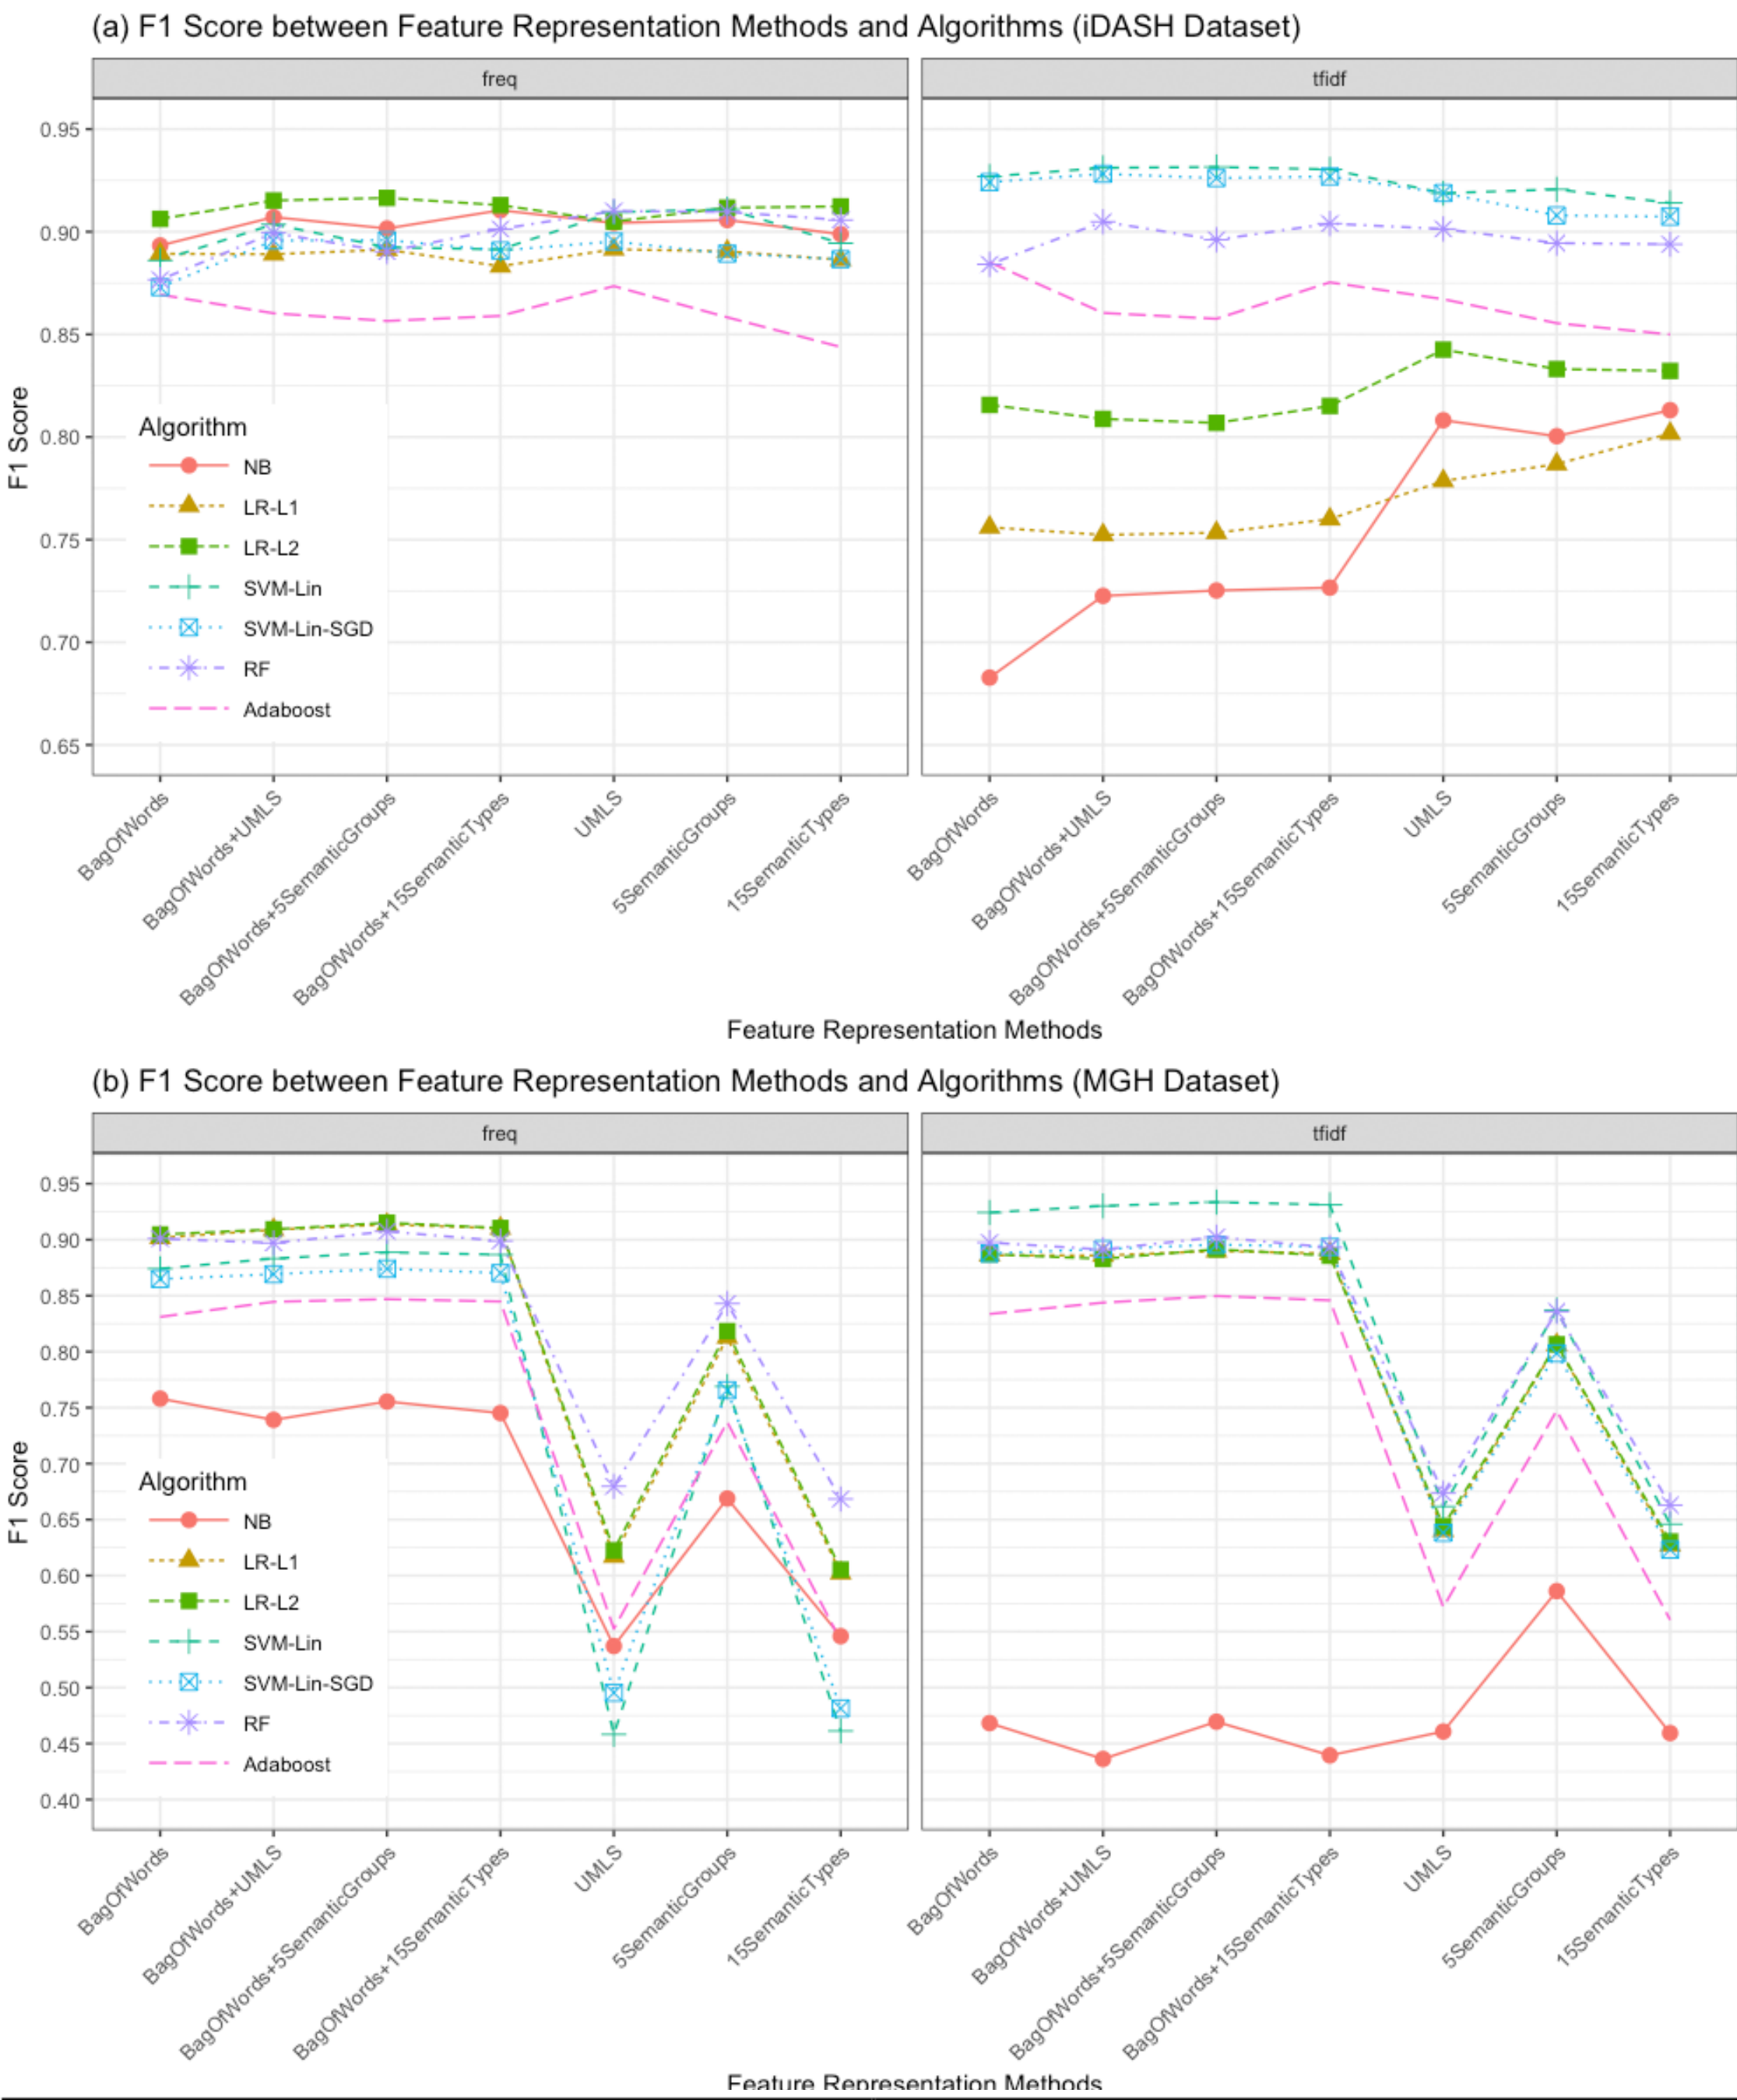 (a) F1 Score between Feature Representation Methods and Algorithms (iDASH Dataset)
freq
tfidf
0.95
0.90
0.85
0.80
0.75
0.70
0.65
F1 Score
Algorithm
NB
LR-L1
LR-L2
SVM-Lin
SVM-Lin-SGD
RF
Adaboost
BagOfWords
BagOfWords+UMLS
BagOfWords+5SemanticGroups
BagOfWords+15SemanticTypes
UMLS
5SemanticGroups
15SemanticTypes
BagOfWords
BagOfWords+UMLS
BagOfWords+5SemanticGroups
BagOfWords+15SemanticTypes
UMLS
5SemanticGroups
15SemanticTypes
Feature Representation Methods
(b) F1 Score between Feature Representation Methods and Algorithms (MGH Dataset)
freq
tfidf
0.95
0.90
0.85
0.80
0.75
0.70
0.65
0.60
0.55
0.50
0.45
0.40
F1 Score
Algorithm
NB
LR-L1
LR-L2
SVM-Lin
SVM-Lin-SGD
RF
Adaboost
BagOfWords
BagOfWords+UMLS
BagOfWords+5SemanticGroups
BagOfWords+15SemanticTypes
UMLS
5SemanticGroups
15SemanticTypes
BagOfWords
BagOfWords+UMLS
BagOfWords+5SemanticGroups
BagOfWords+15SemanticTypes
UMLS
5SemanticGroups
15SemanticTypes
Feature Representation Methods